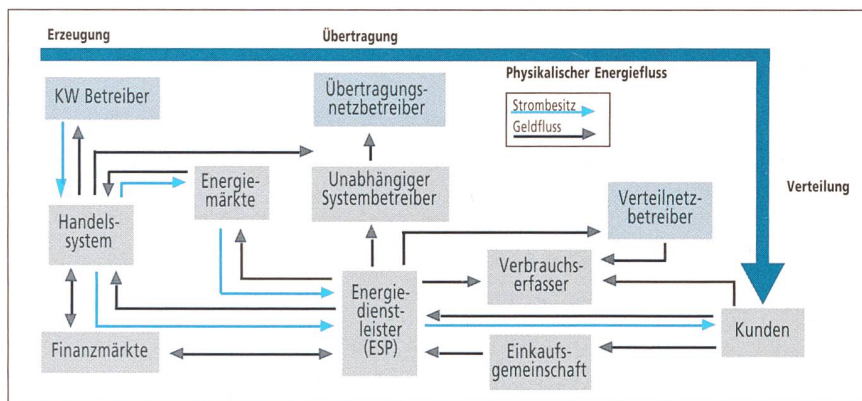 Erzeugung
Übertragung
Physikalischer Energiefluss
KW Betreiber
Übertragungs-
netzbetreiber
Strombesitz
Geldfluss
Energie-
märkte
Unabhängiger
Systembetreiber
Verteilnetz-
betreiber
Verteilung
Handels-
system
Verbrauchs-
erfasser
Energie-
dienst-
leister
(ESP)
Kunden
Finanzmärkte
Einkaufs-
gemeinschaft